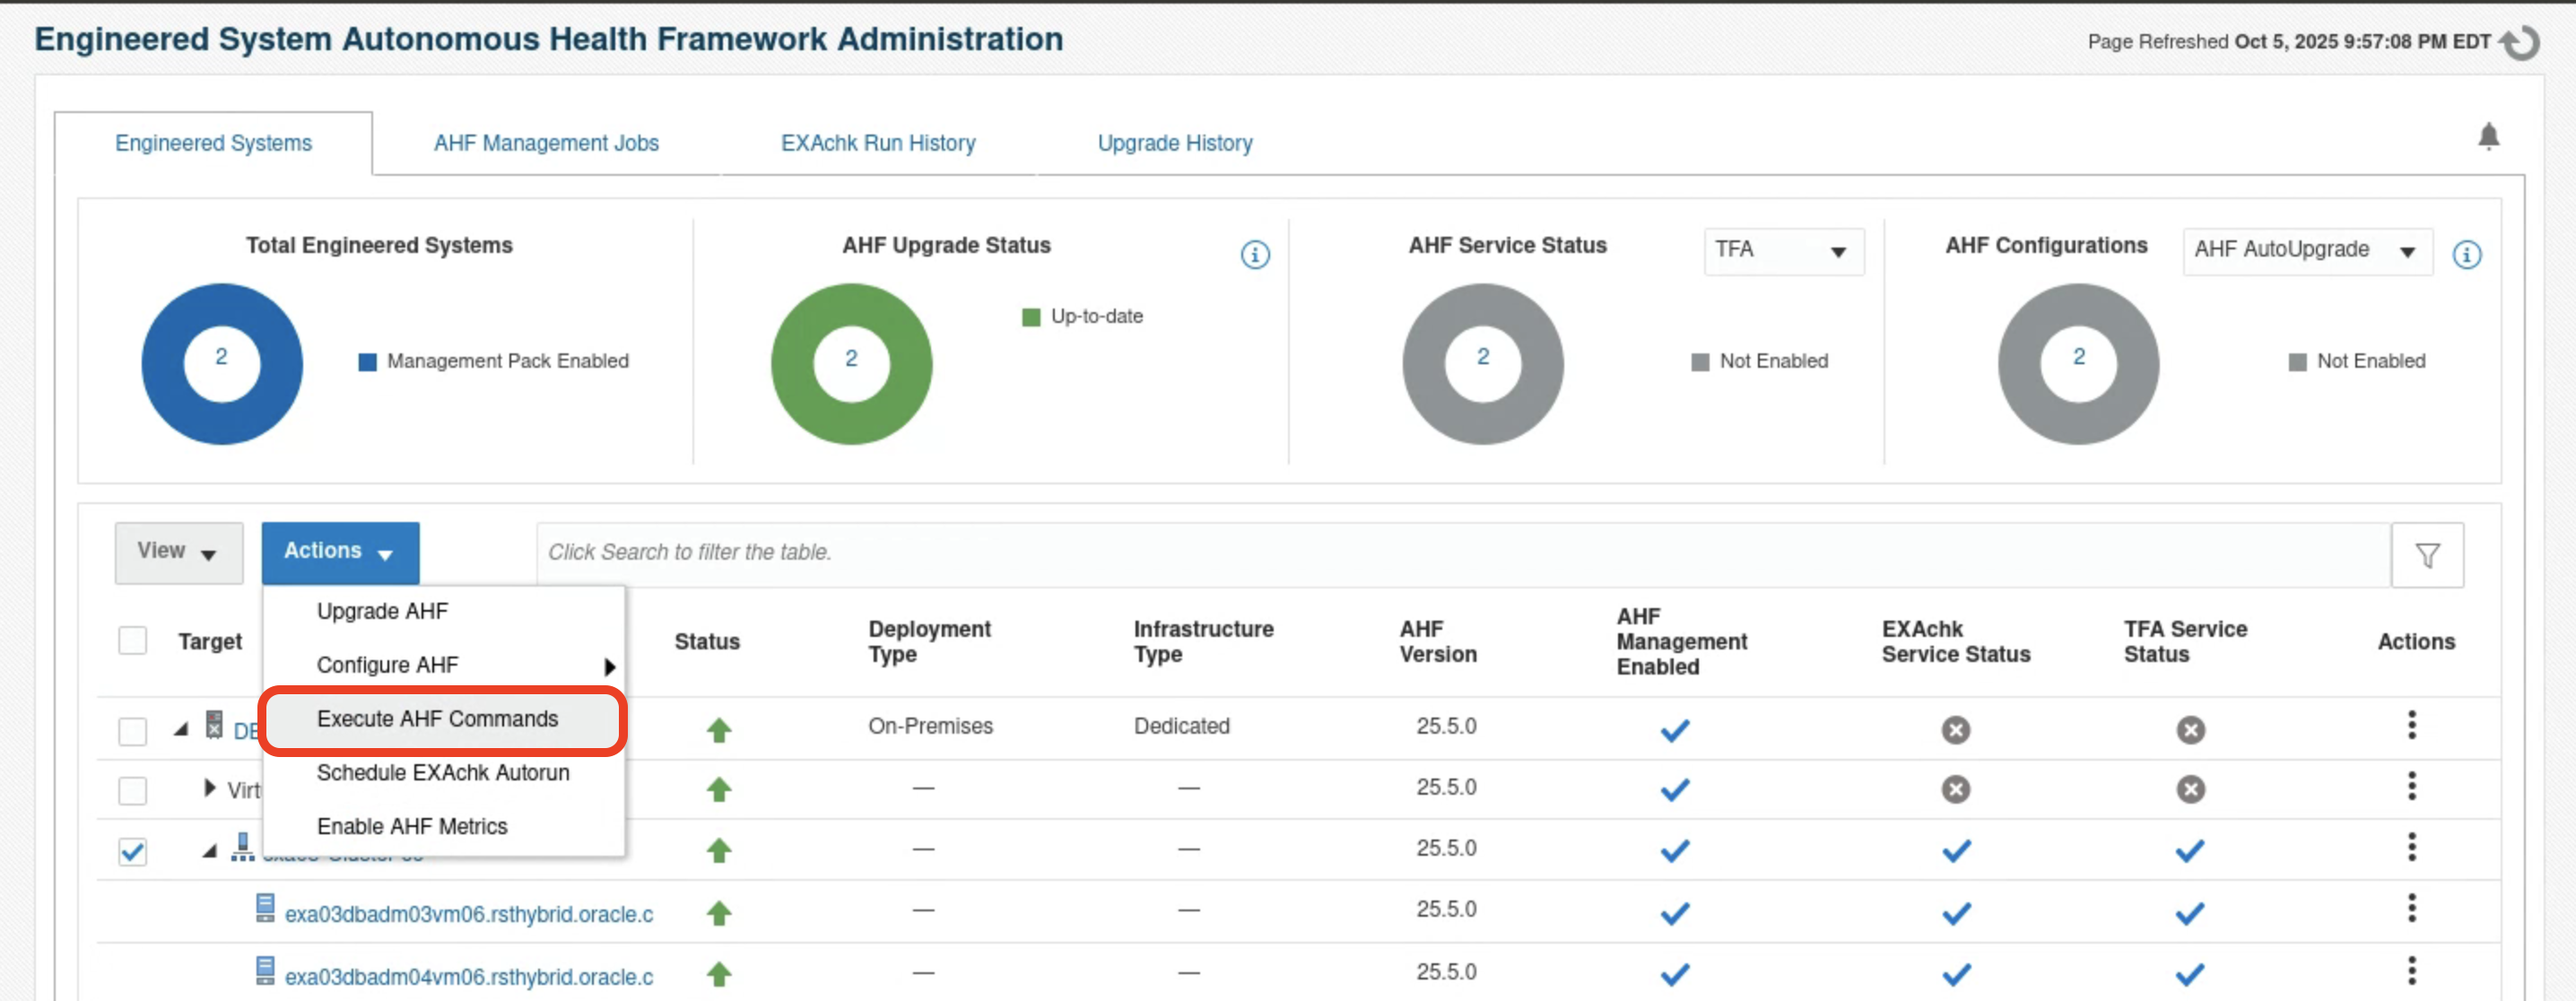 Engineered System Autonomous Health Framework Administration
Page Refreshed Oct 5, 2025 9:57:08 PM EDT
Engineered Systems
AHF Management Jobs
EXAchk Run History
Upgrade History
Total Engineered Systems
2
Management Pack Enabled
AHF Upgrade Status
2
Up-to-date
AHF Service Status
TFA
2
Not Enabled
AHF Configurations
AHF AutoUpgrade
2
Not Enabled
View
Actions
Click Search to filter the table.
Upgrade AHF
Configure AHF
Execute AHF Commands
Schedule EXAchk Autorun
Enable AHF Metrics
Target
Status
Deployment
Type
Infrastructure
Type
AHF
Version
AHF
Management
Enabled
EXAchk
Service Status
TFA Service
Status
Actions
DB
On-Premises
Dedicated
25.5.0
Virt
—
—
25.5.0
—
—
25.5.0
exa03dbadm03vm06.rsthybrid.oracle.c
—
—
25.5.0
exa03dbadm04vm06.rsthybrid.oracle.c
—
—
25.5.0